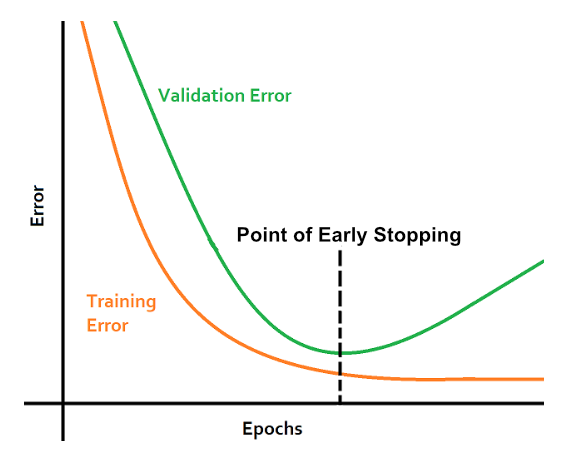 Validation Error
Point of Early Stopping
Error
Training
Error
Epochs